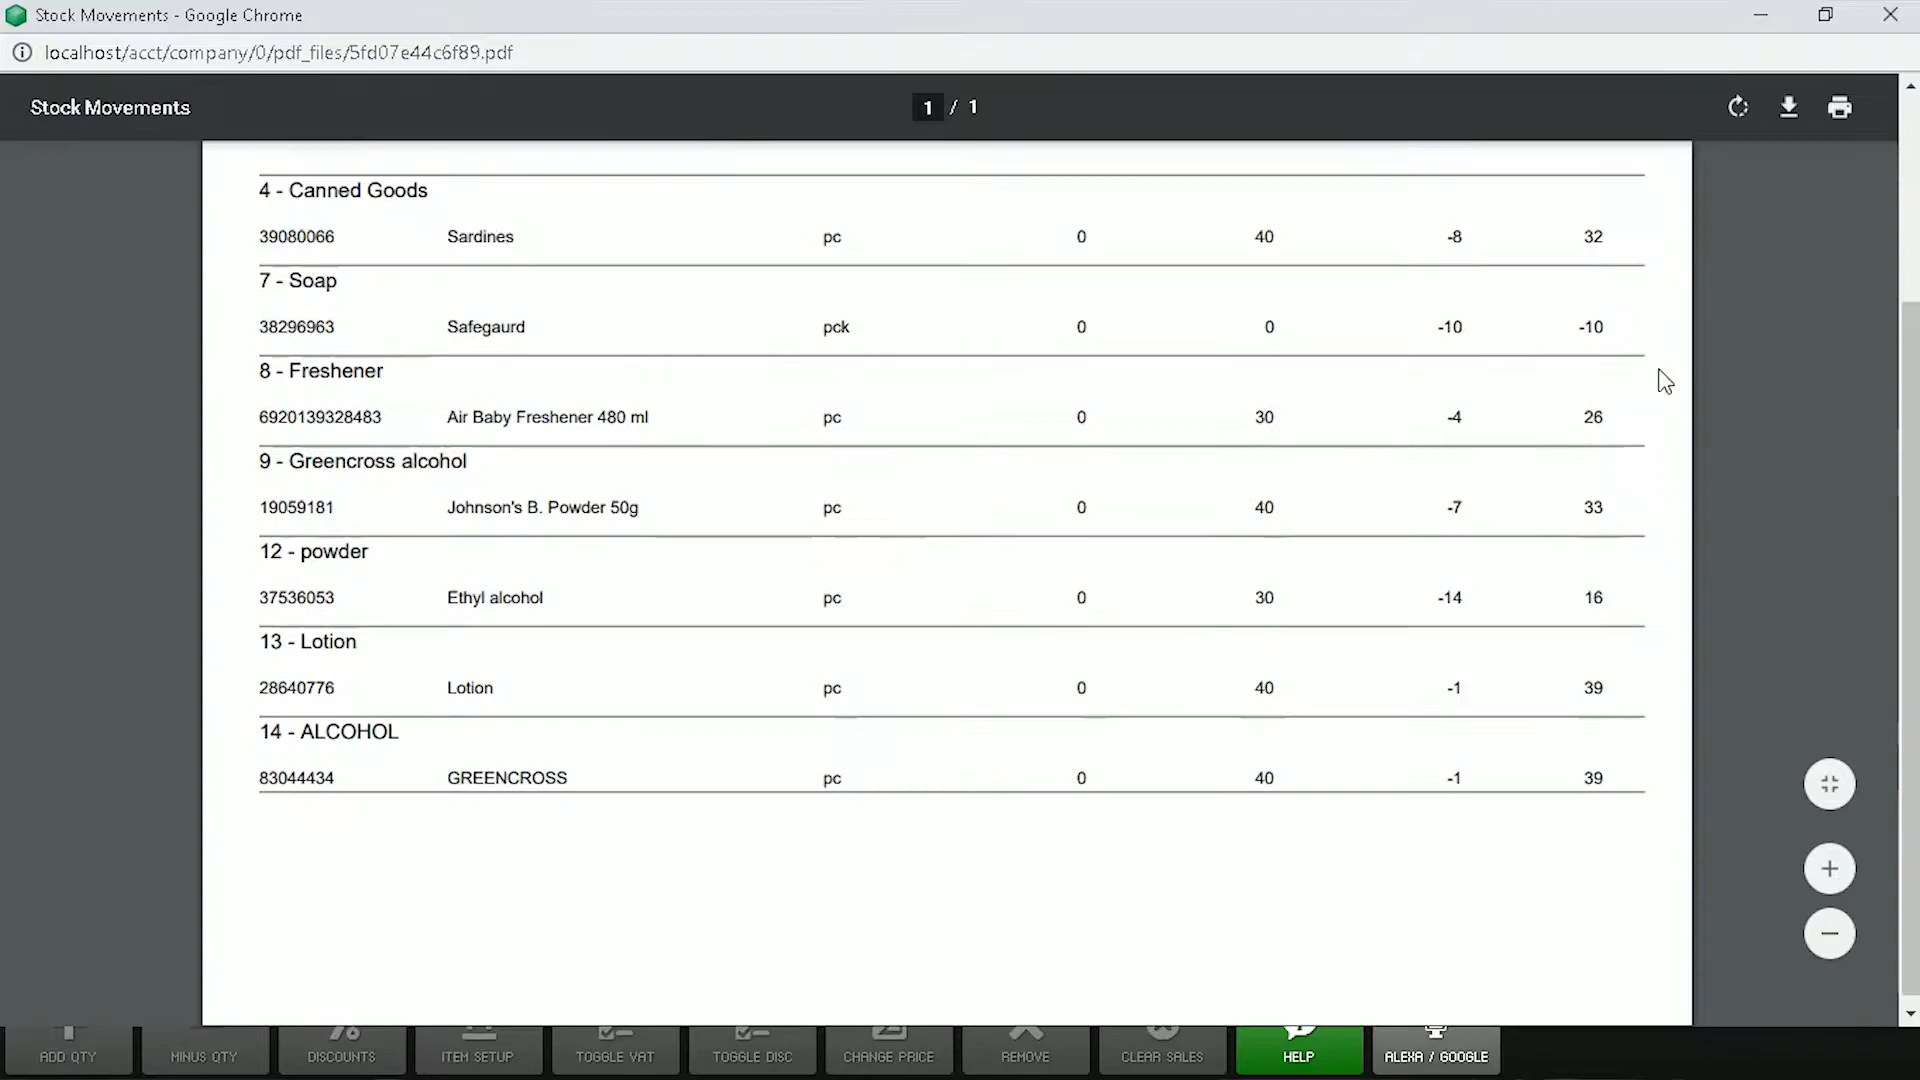 Stock Movements - Google Chrome
localhost/acct/company/0/pdf_files/5fd07e44c6f89.pdf
Stock Movements 1 / 1
4 - Canned Goods
39080066 Sardines pc 0 40 -8 32
7 - Soap
38296963 Safegaurd pck 0 0 -10 -10
8 - Freshener
6920139328483 Air Baby Freshener 480 ml pc 0 30 -4 26
9 - Greencross alcohol
19059181 Johnson's B. Powder 50g pc 0 40 -7 33
12 - powder
37536053 Ethyl alcohol pc 0 30 -14 16
13 - Lotion
28640776 Lotion pc 0 40 -1 39
14 - ALCOHOL
83044434 GREENCROSS pc 0 40 -1 39
ADD QTY MINUS QTY DISCOUNTS ITEM SETUP TOGGLE VAT TOGGLE DISC CHANGE PRICE REMOVE CLEAR SALES HELP ALEXA / GOOGLE